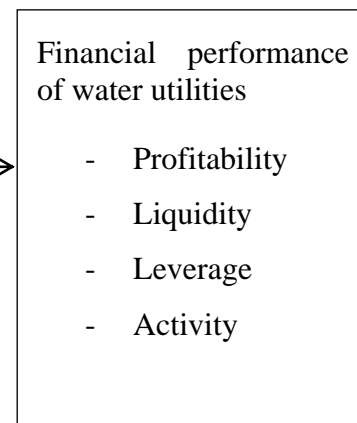 Financial performance
of water utilities
- Profitability
- Liquidity
- Leverage
- Activity